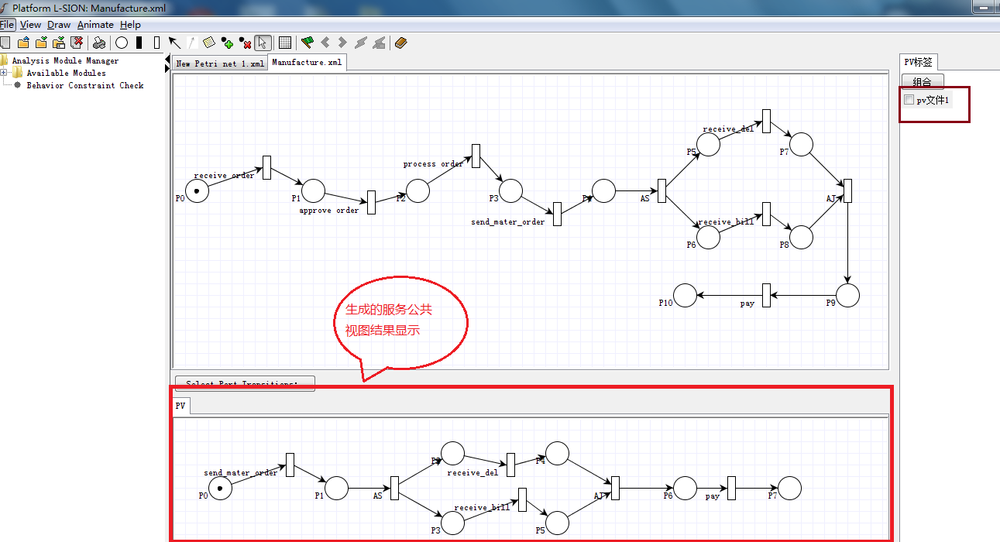 Platform L-SION: Manufacture.xml
File View Draw Animate Help
Analysis Module Manager
Available Modules
Behavior Constraint Check
New Petri net 1.xml
Manufacture.xml
PV标签
组合
pv文件1
receive_del
P5
P7
process order
receive_order
P0
P1
approve order
P2
P3
send_mater_order
P4
AS
AJ
receive_bill
P6
P8
P10
pay
P9
生成的服务公共
视图结果显示
Select Port Transitions:
PV
P2
receive_del
P4
send_mater_order
P0
P1
AS
AJ
P6
pay
P7
receive_bill
P3
P5